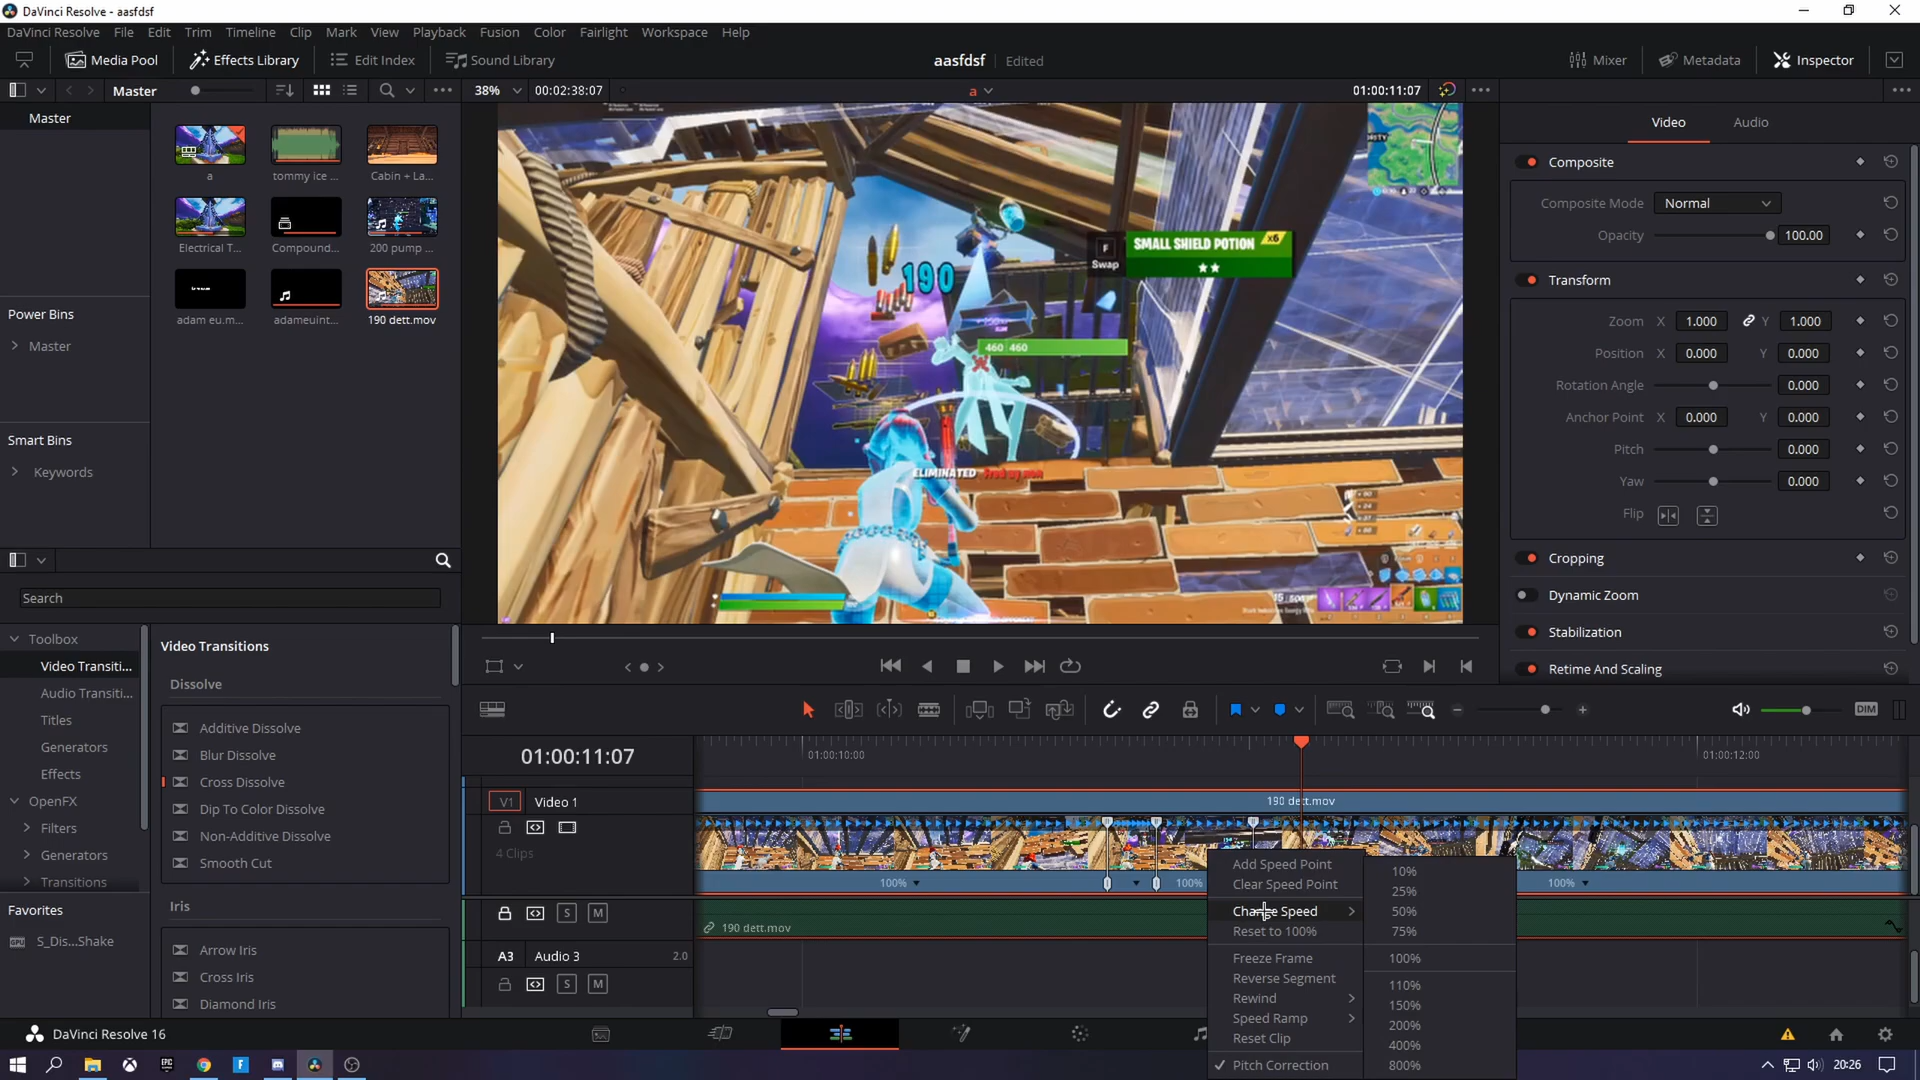 DaVinci Resolve - aasfdsf
DaVinci Resolve File Edit Trim Timeline Clip Mark View Playback Fusion Color Fairlight Workspace Help
Media Pool Effects Library Edit Index Sound Library aasfdsf Edited Mixer Metadata Inspector
Master 38% 00:02:38:07 a 01:00:11:07
Master
a tommy ice ... Cabin + La...
Electrical T... Compound... 200 pump ...
adam eu.m... adameuint... 190 dett.mov
Power Bins
Master
Smart Bins
Keywords
F
Swap
SMALL SHIELD POTION x6
190
460 460
ELIMINATED
Video Audio
Composite
Composite Mode Normal
Opacity 100.00
Transform
Zoom X 1.000 Y 1.000
Position X 0.000 Y 0.000
Rotation Angle 0.000
Anchor Point X 0.000 Y 0.000
Pitch 0.000
Yaw 0.000
Flip
Cropping
Dynamic Zoom
Stabilization
Retime And Scaling
Search
Toolbox
Video Transiti...
Audio Transiti...
Titles
Generators
Effects
OpenFX
Filters
Generators
Transitions
Favorites
S_Dis...Shake
Video Transitions
Dissolve
Additive Dissolve
Blur Dissolve
Cross Dissolve
Dip To Color Dissolve
Non-Additive Dissolve
Smooth Cut
Iris
Arrow Iris
Cross Iris
Diamond Iris
DIM
01:00:11:07
01:00:10:00 01:00:12:00
V1 Video 1
4 Clips
190 dett.mov
100% 100% 100%
S M
190 dett.mov
A3 Audio 3 2.0
S M
Add Speed Point
Clear Speed Point
Change Speed
Reset to 100%
Freeze Frame
Reverse Segment
Rewind
Speed Ramp
Reset Clip
Pitch Correction
10%
25%
50%
75%
100%
110%
150%
200%
400%
800%
DaVinci Resolve 16
EPIC
GAMES
F
20:26